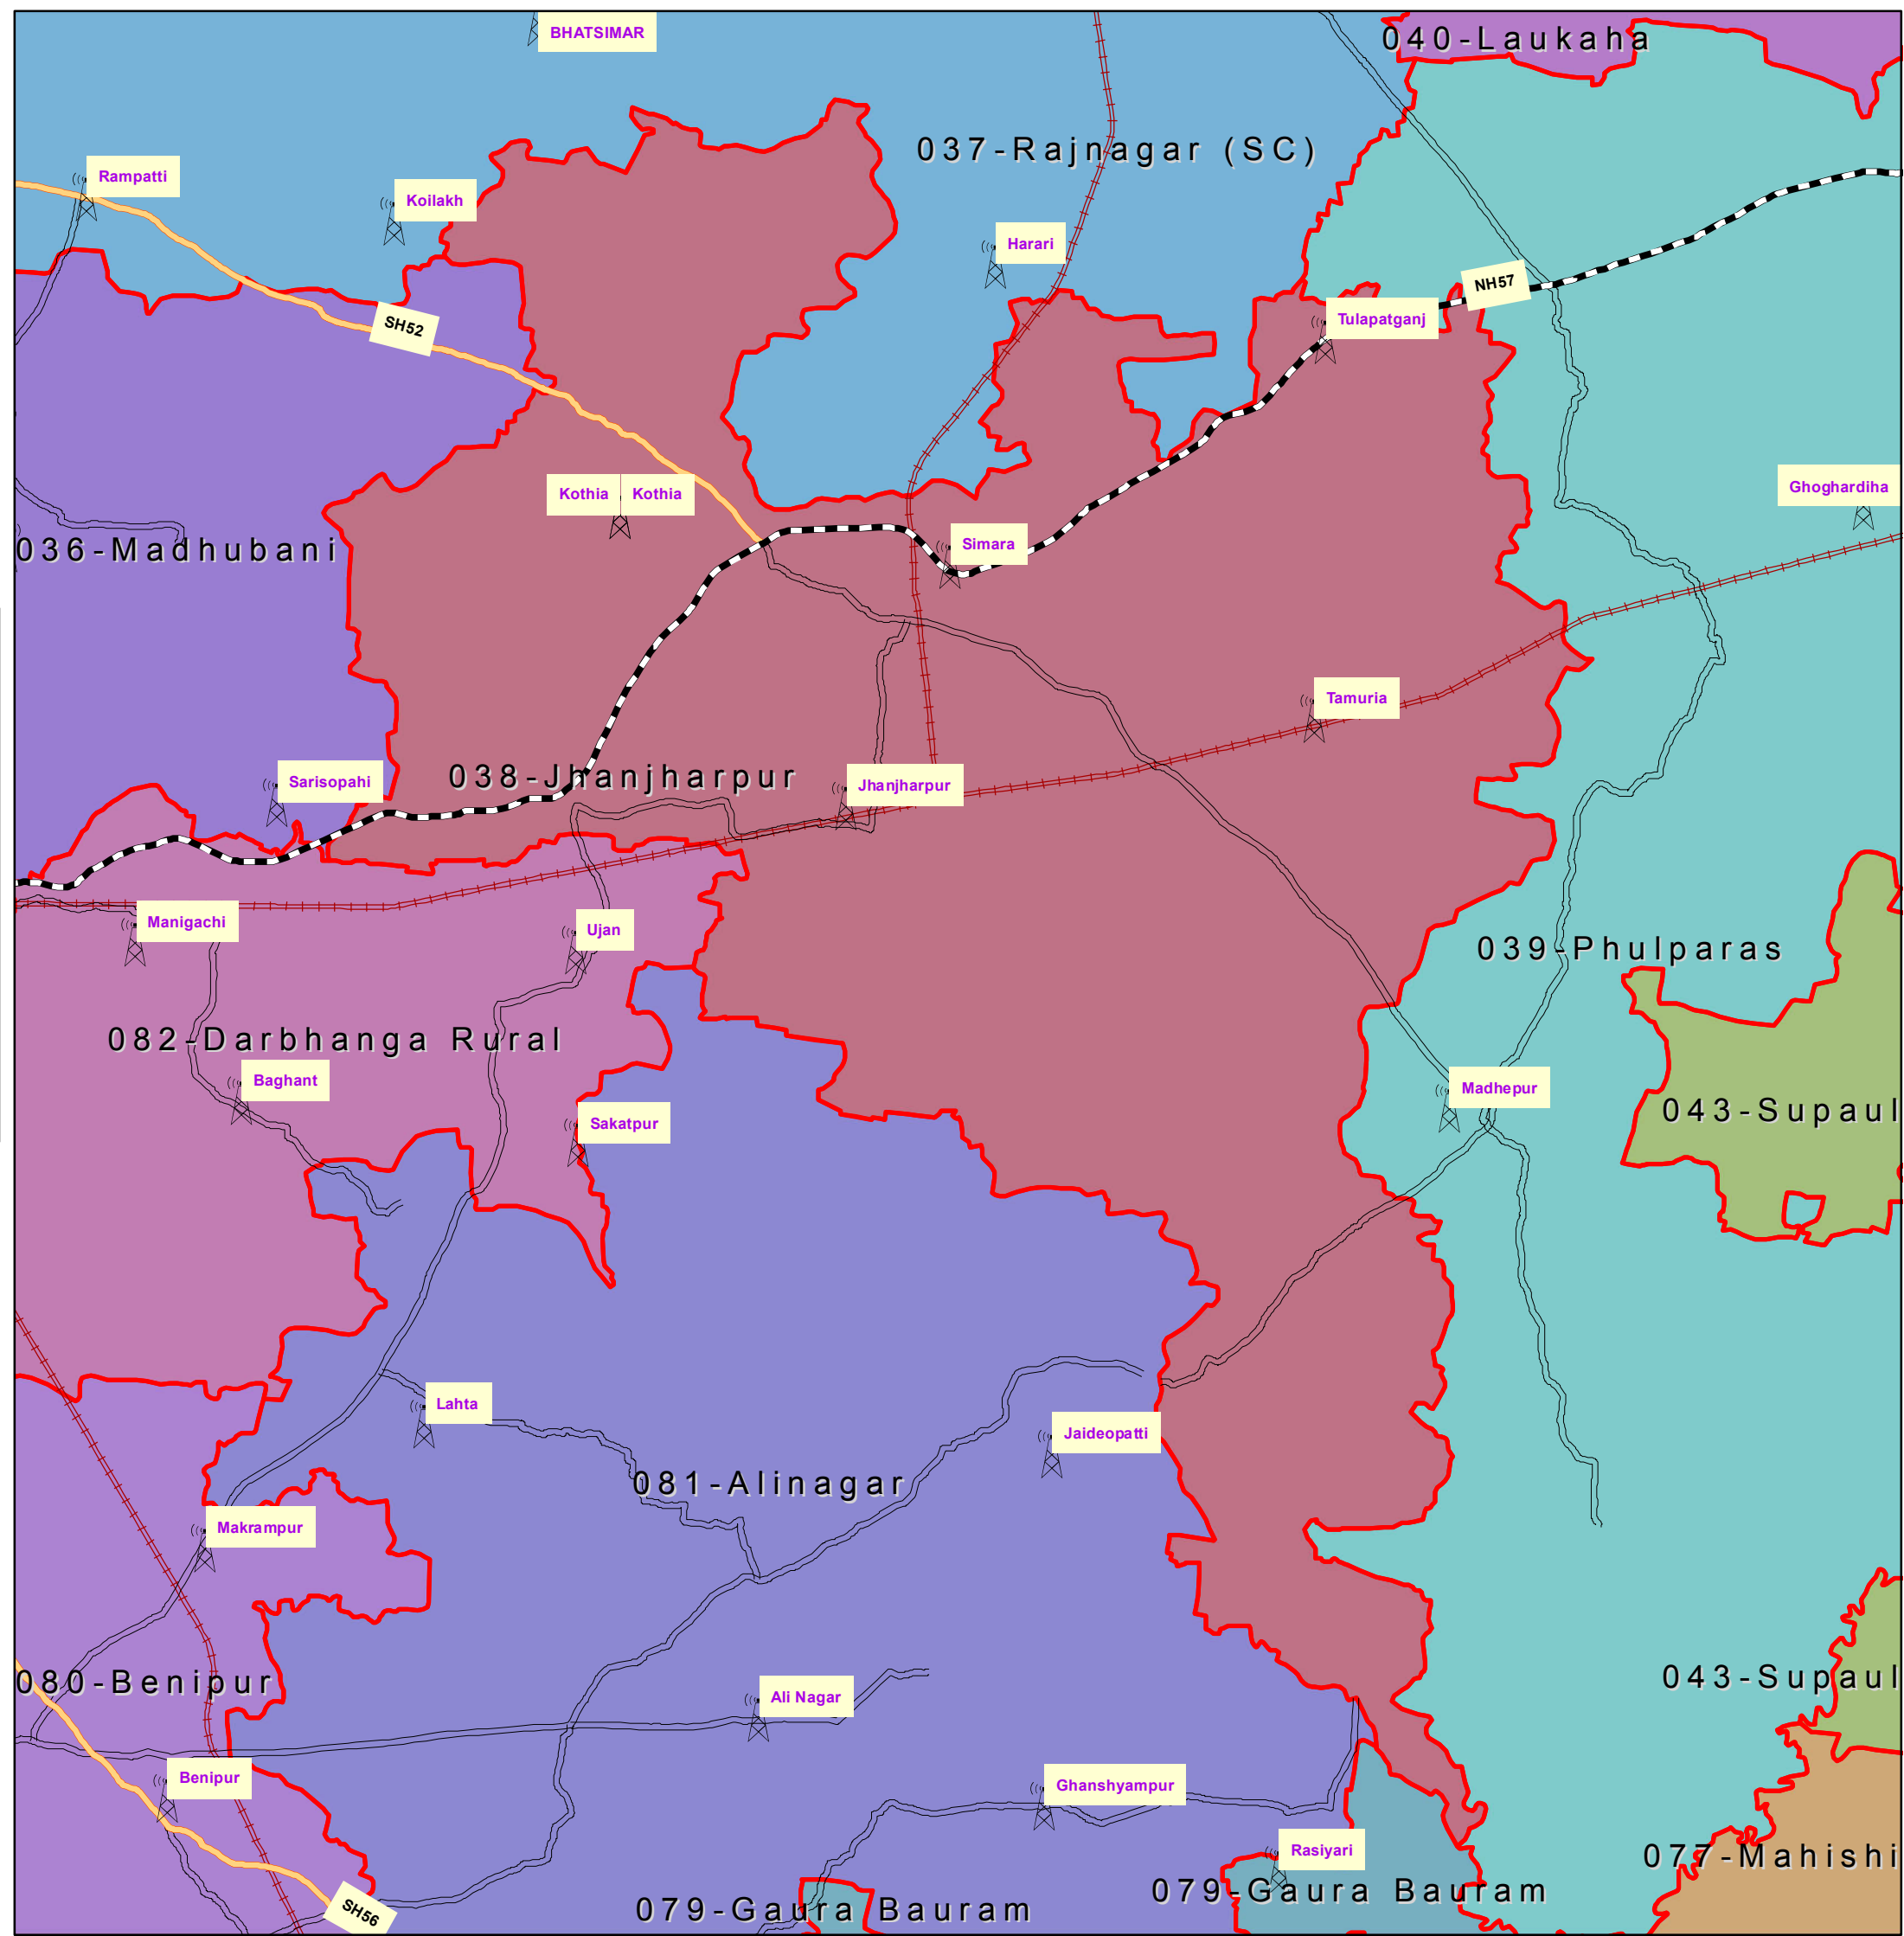 BHATSIMAR
040-Laukaha
037-Rajnagar (SC)
Rampatti
Koilakh
Harari
NH57
SH52
Tulapatganj
Kothia
Kothia
Ghoghardiha
036-Madhubani
Simara
Tamuria
038-Jhanjharpur
Sarisopahi
Jhanjharpur
Manigachi
Ujan
039-Phulparas
082-Darbhanga Rural
Baghant
Madhepur
043-Supaul
Sakatpur
Lahta
Jaideopatti
081-Alinagar
Makrampur
080-Benipur
043-Supaul
Ali Nagar
Benipur
Ghanshyampur
Rasiyari
077-Mahishi
079-Gaura Bauram
079-Gaura Bauram
SH56